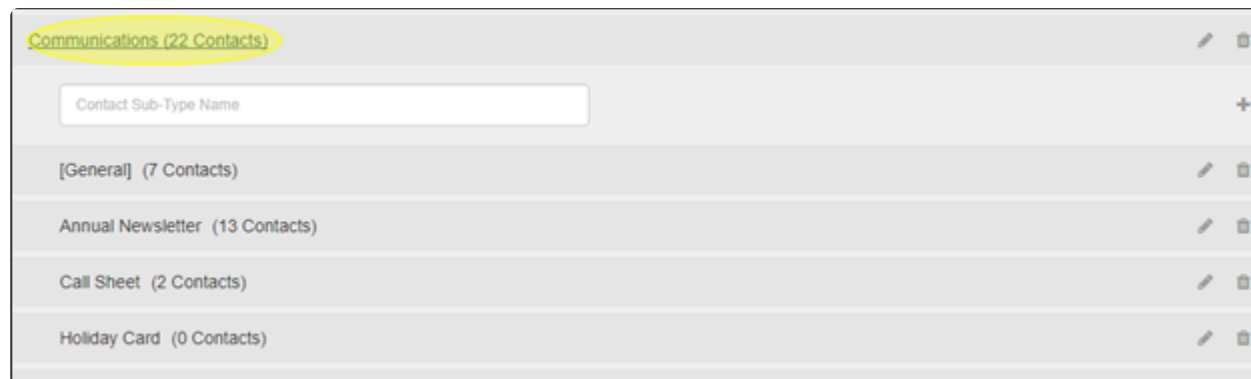 Communications (22 Contacts)
Contact Sub-Type Name
[General] (7 Contacts)
Annual Newsletter (13 Contacts)
Call Sheet (2 Contacts)
Holiday Card (0 Contacts)